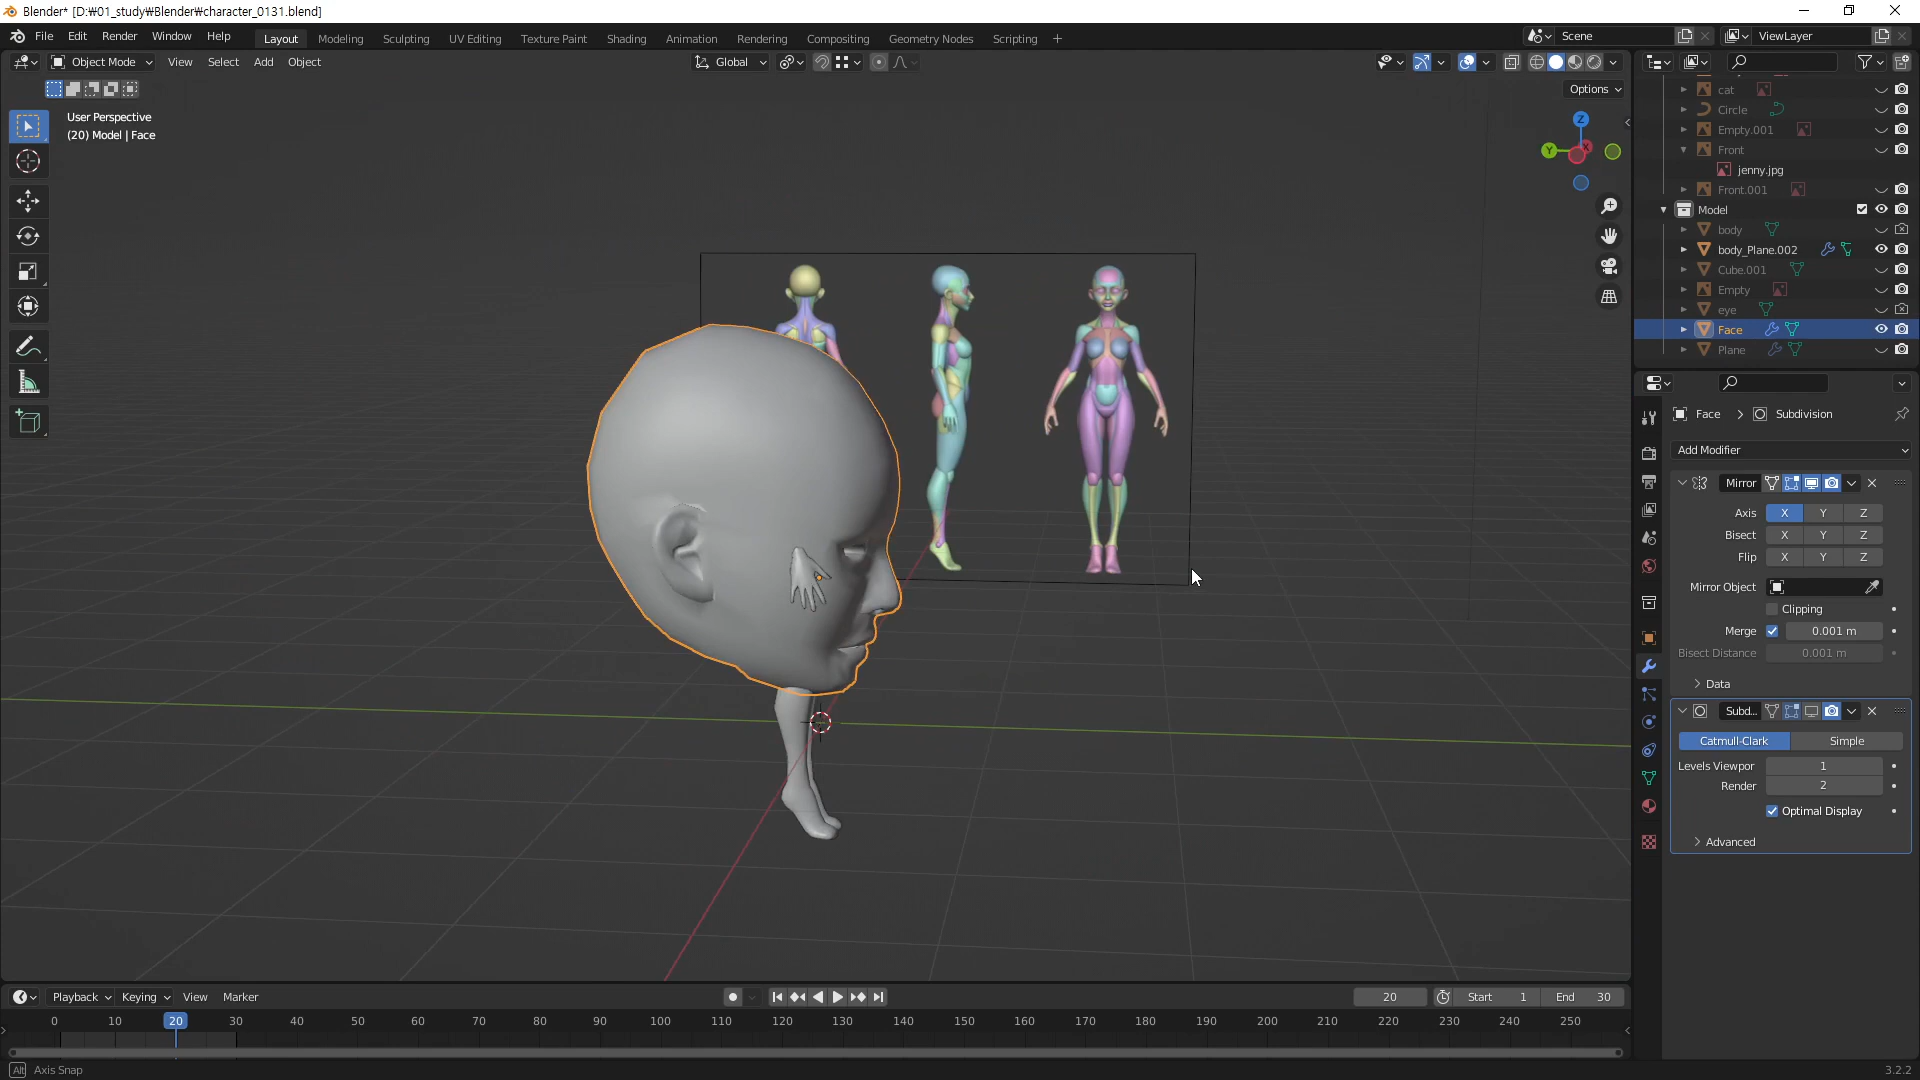 Blender* [D:₩01_study₩Blender₩character_0131.blend]
File Edit Render Window Help Layout Modeling Sculpting UV Editing Texture Paint Shading Animation Rendering Compositing Geometry Nodes Scripting + Scene ViewLayer
Object Mode View Select Add Object Global
Options
User Perspective
(20) Model | Face
Z
Y
X
cat
Circle
Empty.001
Front
jenny.jpg
Front.001
Model
body
body_Plane.002
Cube.001
Empty
eye
Face
Plane
Face > Subdivision
Add Modifier
Mirror
Axis X Y Z
Bisect X Y Z
Flip X Y Z
Mirror Object
Clipping
Merge 0.001 m
Bisect Distance 0.001 m
Data
Subd...
Catmull-Clark Simple
Levels Viewpor 1
Render 2
Optimal Display
Advanced
Playback Keying View Marker 20 Start 1 End 30
0 10 20 30 40 50 60 70 80 90 100 110 120 130 140 150 160 170 180 190 200 210 220 230 240 250
Alt Axis Snap 3.2.2